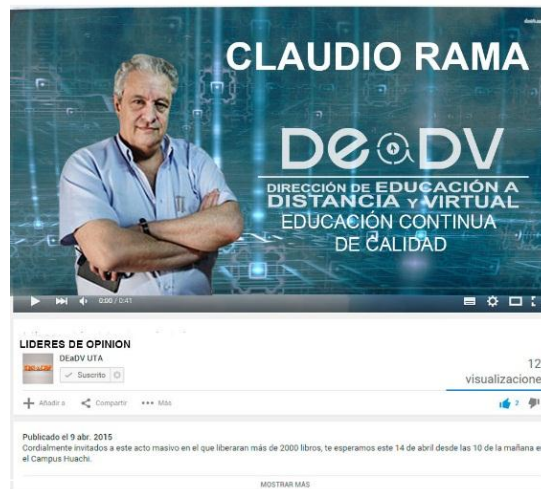 CLAUDIO RAMA
DEaDV
DIRECCIÓN DE EDUCACIÓN A
DISTANCIA Y VIRTUAL
EDUCACIÓN CONTINUA
DE CALIDAD
0:00 / 0:41
LIDERES DE OPINION
DEaDV UTA
Suscrito
12
visualizacione
Añadir a
Compartir
Más
2
Publicado el 9 abr. 2015
Cordialmente invitados a este acto masivo en el que liberaran más de 2000 libros, te esperamos este 14 de abril desde las 10 de la mañana e
el Campus Huachi.
MOSTRAR MÁS